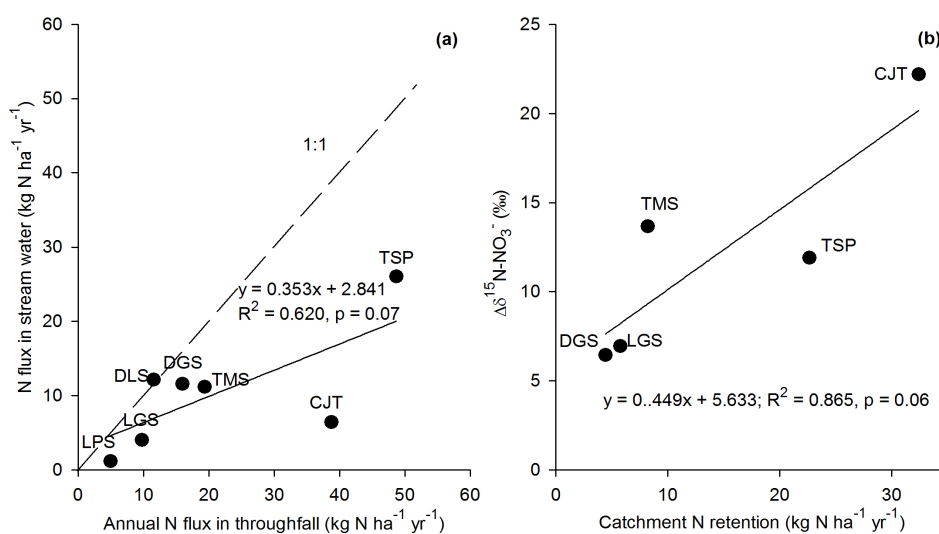 (a)
60
50
40
30
20
10
0
N flux in stream water (kg N ha⁻¹ yr⁻¹)
1:1
TSP
y = 0.353x + 2.841
R² = 0.620, p = 0.07
DLS
DGS
TMS
CJT
LGS
LPS
0 10 20 30 40 50 60
Annual N flux in throughfall (kg N ha⁻¹ yr⁻¹)
(b)
25
20
15
10
5
0
Δδ¹⁵N-NO₃⁻ (‰)
CJT
TMS
TSP
DGS
LGS
y = 0..449x + 5.633; R² = 0.865, p = 0.06
0 10 20 30
Catchment N retention (kg N ha⁻¹ yr⁻¹)